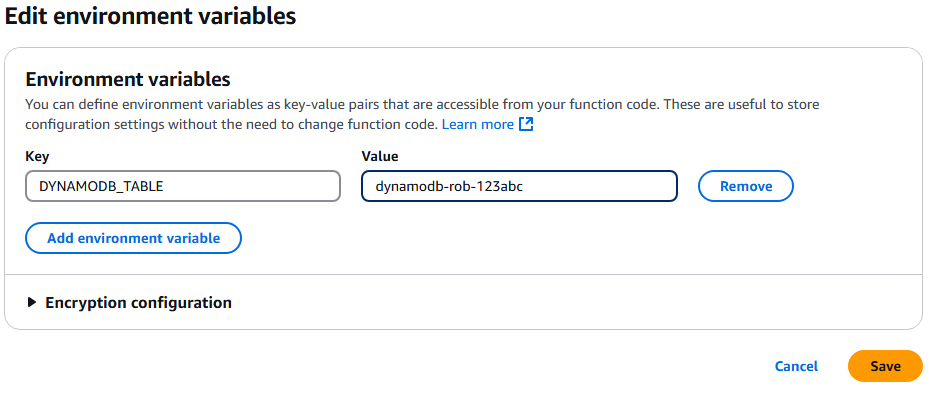 Edit environment variables
Environment variables
You can define environment variables as key-value pairs that are accessible from your function code. These are useful to store
configuration settings without the need to change function code. Learn more
Key Value
DYNAMODB_TABLE dynamodb-rob-123abc Remove
Add environment variable
Encryption configuration
Cancel Save